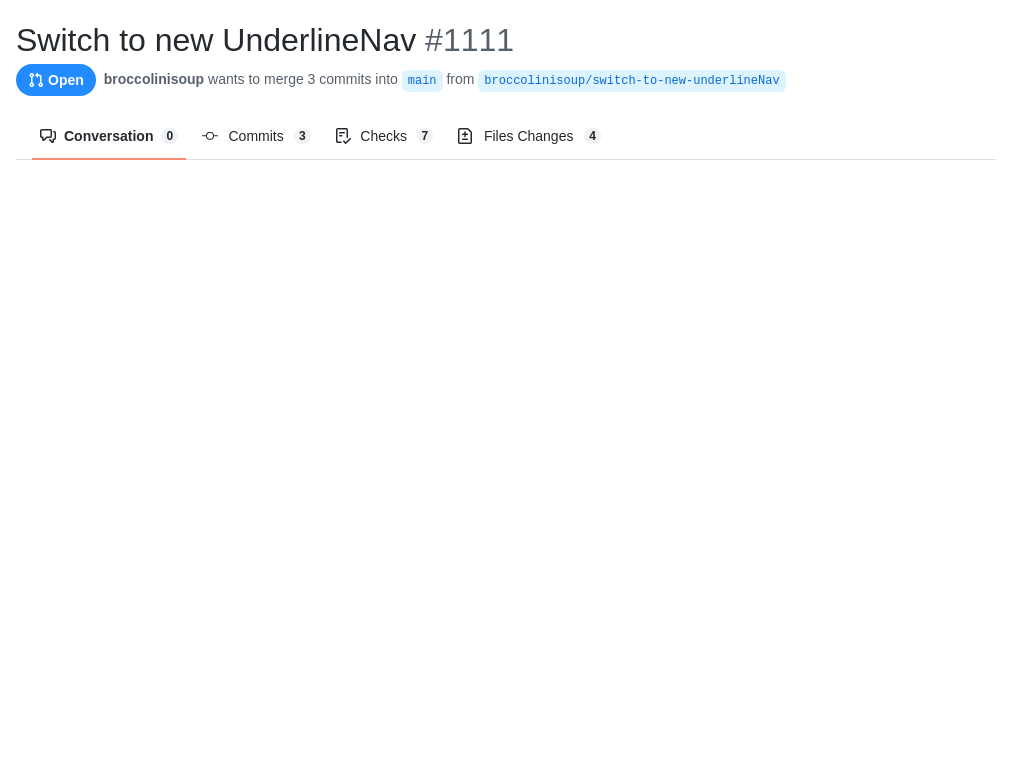 Switch to new UnderlineNav #1111
Open broccolinisoup wants to merge 3 commits into main from broccolinisoup/switch-to-new-underlineNav
Conversation 0 Commits 3 Checks 7 Files Changes 4